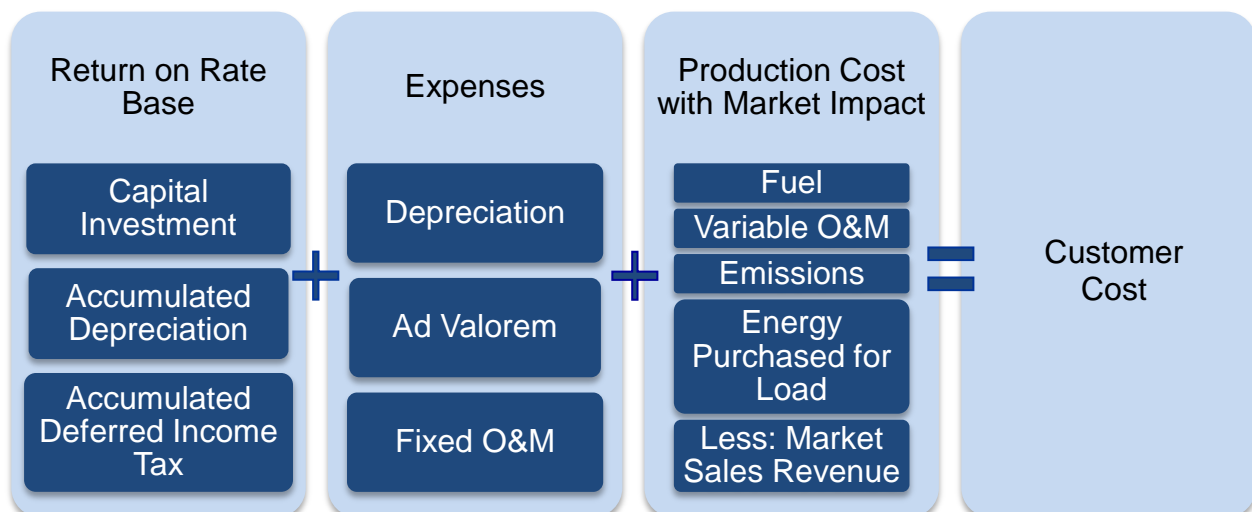 Return on Rate
Base
Capital
Investment
Accumulated
Depreciation
Accumulated
Deferred Income
Tax
+
Expenses
Depreciation
Ad Valorem
Fixed O&M
+
Production Cost
with Market Impact
Fuel
Variable O&M
Emissions
Energy
Purchased for
Load
Less: Market
Sales Revenue
=
Customer
Cost